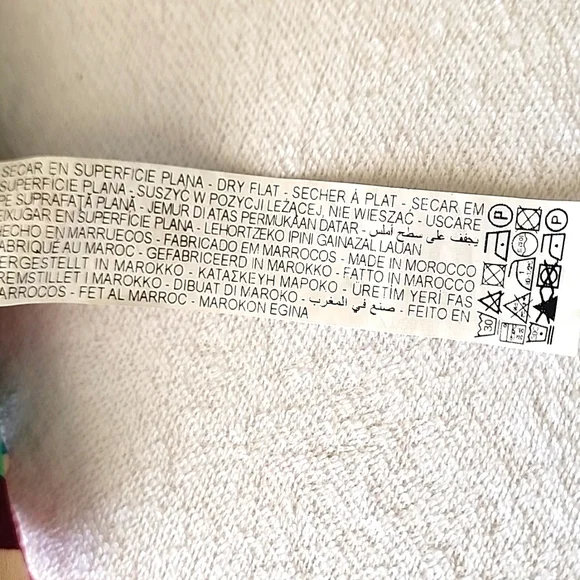 SECAR EN SUPERFICIE PLANA - DRY FLAT - SECHER À PLAT - SECAR EM
SUPERFICIE PLANA - SUSZYĆ W POZYCJI LEŻĄCEJ, NIE WIESZAĆ - USCARE
PE SUPRAFAȚĂ PLANĂ - JEMUR DI ATAS PERMUKAAN DATAR - يجفف على سطح أملس -
EIXUGAR EN SUPERFÍCIE PLANA - LEHORTZEKO IPINI GAINAZAL LAUAN
HECHO EN MARRUECOS - FABRICADO EM MARROCOS - MADE IN MOROCCO
FABRIQUÉ AU MAROC - GEFABRICEERD IN MAROKKO - FATTO IN MAROCCO
HERGESTELLT IN MAROKKO - ΚΑΤΑΣΚΕΥΗ ΜΑΡΟΚΟ - ÜRETİM YERİ FAS
FREMSTILLET I MAROKKO - DIBUAT DI MAROKO - صنع في المغرب - FEITO EN
MARROCOS - FET AL MARROC - MAROKON EGINA
P P
30